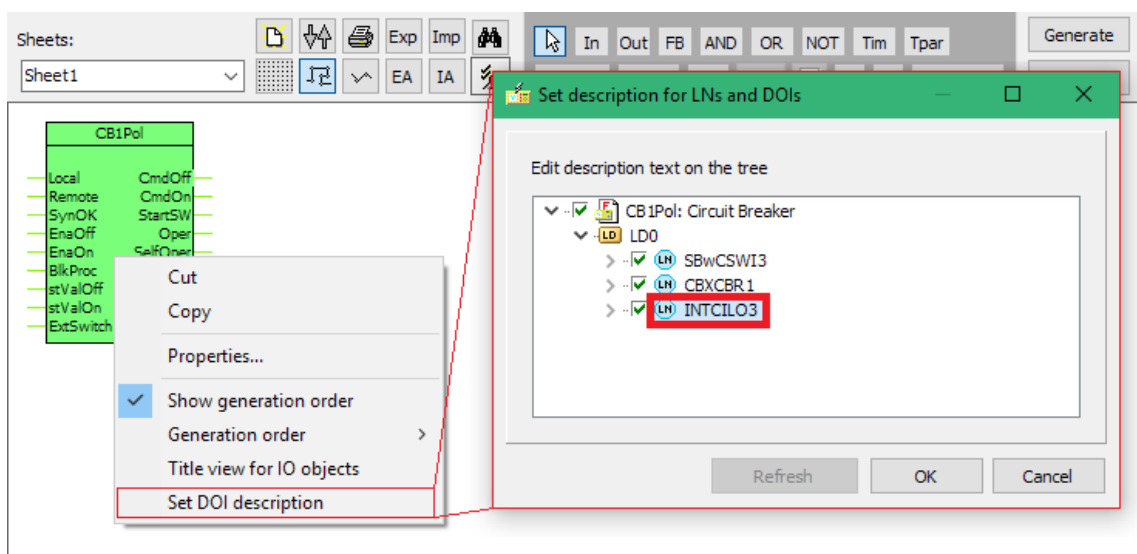 Sheets:
Exp Imp
In Out FB AND OR NOT Tim Tpar
Generate
Sheet1
EA IA
Set description for LNs and DOIs
CB1Pol
Local CmdOff
Remote CmdOn
SynOK StartSW
EnaOff Oper
EnaOn SelfOper
BlkProc
stValOff
stValOn
ExtSwitch
Cut
Copy
Properties...
Show generation order
Generation order
Title view for IO objects
Set DOI description
Edit description text on the tree
CB1Pol: Circuit Breaker
LD LD0
LN SBwCSWI3
LN CBXCBR1
LN INTCILO3
Refresh OK Cancel